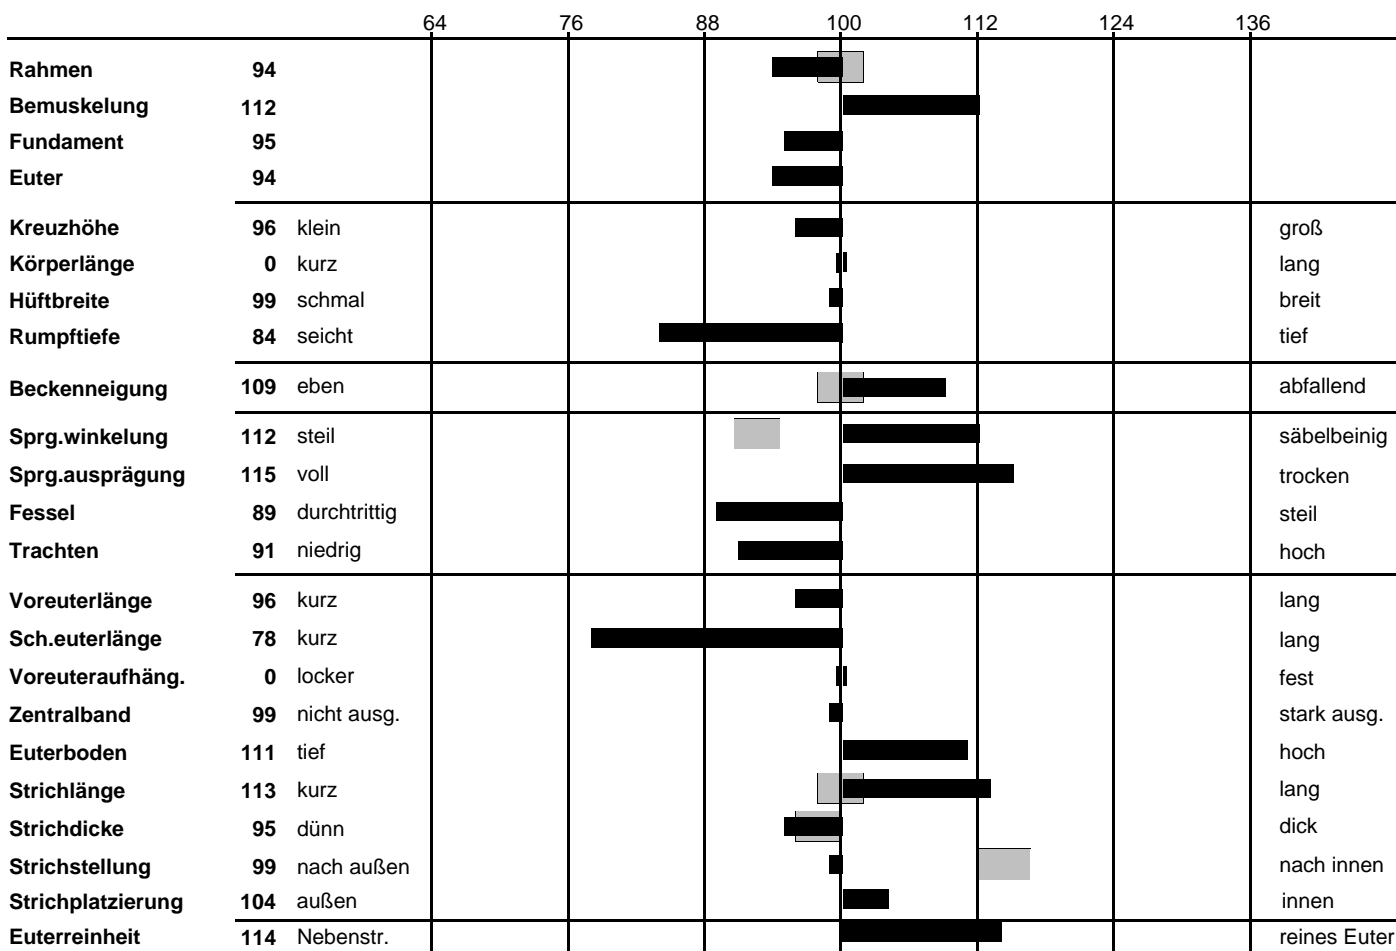 64 76 88 100 112 124 136
Rahmen 94
Bemuskelung 112
Fundament 95
Euter 94
Kreuzhöhe 96 klein groß
Körperlänge 0 kurz lang
Hüftbreite 99 schmal breit
Rumpftiefe 84 seicht tief
Beckenneigung 109 eben abfallend
Sprg.winkelung 112 steil säbelbeinig
Sprg.ausprägung 115 voll trocken
Fessel 89 durchtrittig steil
Trachten 91 niedrig hoch
Voreuterlänge 96 kurz lang
Sch.euterlänge 78 kurz lang
Voreuteraufhäng. 0 locker fest
Zentralband 99 nicht ausg. stark ausg.
Euterboden 111 tief hoch
Strichlänge 113 kurz lang
Strichdicke 95 dünn dick
Strichstellung 99 nach außen nach innen
Strichplatzierung 104 außen innen
Euterreinheit 114 Nebenstr. reines Euter